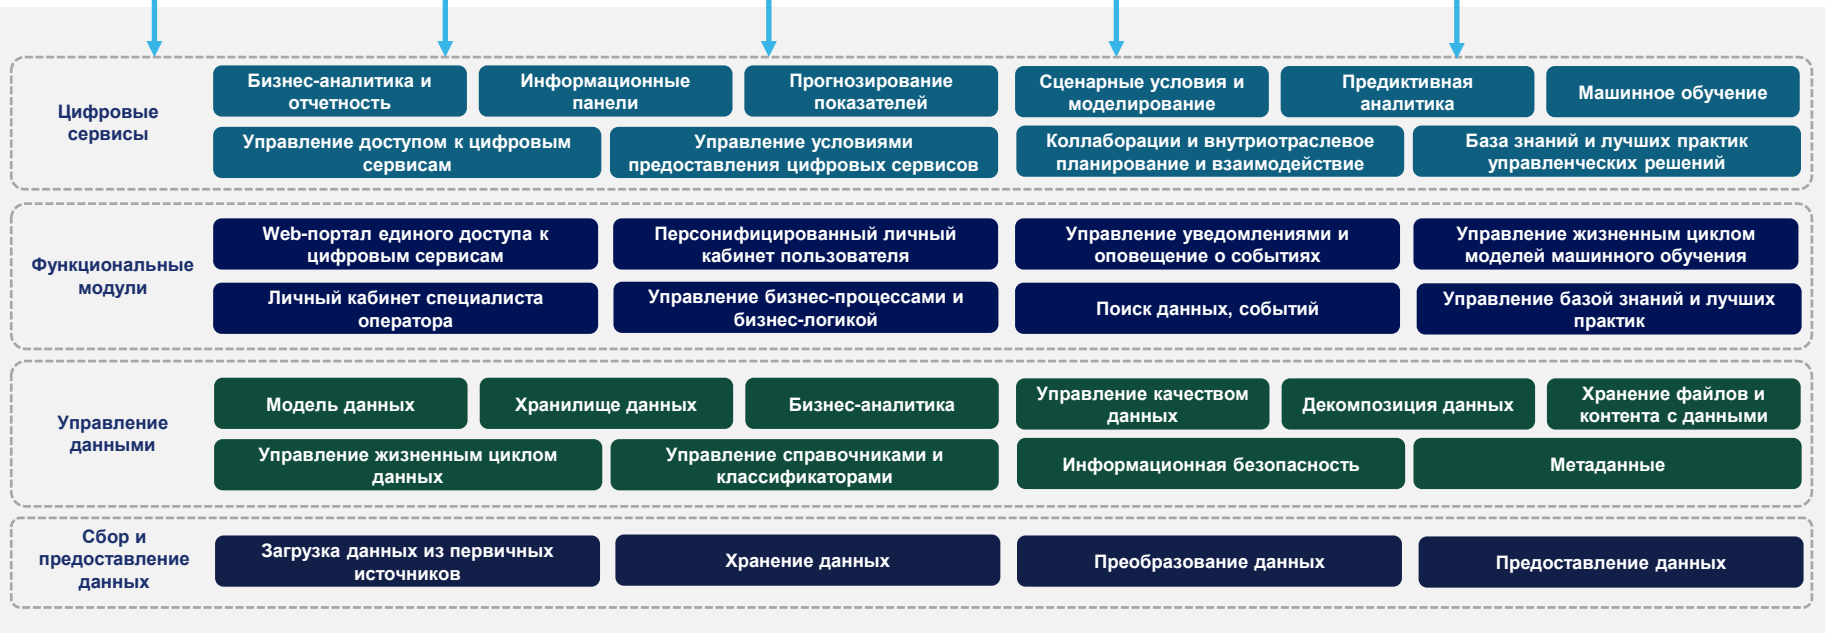 Цифровые
сервисы
Бизнес-аналитика и
отчетность
Информационные
панели
Прогнозирование
показателей
Сценарные условия и
моделирование
Предиктивная
аналитика
Машинное обучение
Управление доступом к цифровым
сервисам
Управление условиями
предоставления цифровых сервисов
Коллаборации и внутриотраслевое
планирование и взаимодействие
База знаний и лучших практик
управленческих решений
Функциональные
модули
Web-портал единого доступа к
цифровым сервисам
Персонифицированный личный
кабинет пользователя
Управление уведомлениями и
оповещение о событиях
Управление жизненным циклом
моделей машинного обучения
Личный кабинет специалиста
оператора
Управление бизнес-процессами и
бизнес-логикой
Поиск данных, событий
Управление базой знаний и лучших
практик
Управление
данными
Модель данных
Хранилище данных
Бизнес-аналитика
Управление качеством
данных
Декомпозиция данных
Хранение файлов и
контента с данными
Управление жизненным циклом
данных
Управление справочниками и
классификаторами
Информационная безопасность
Метаданные
Сбор и
предоставление
данных
Загрузка данных из первичных
источников
Хранение данных
Преобразование данных
Предоставление данных